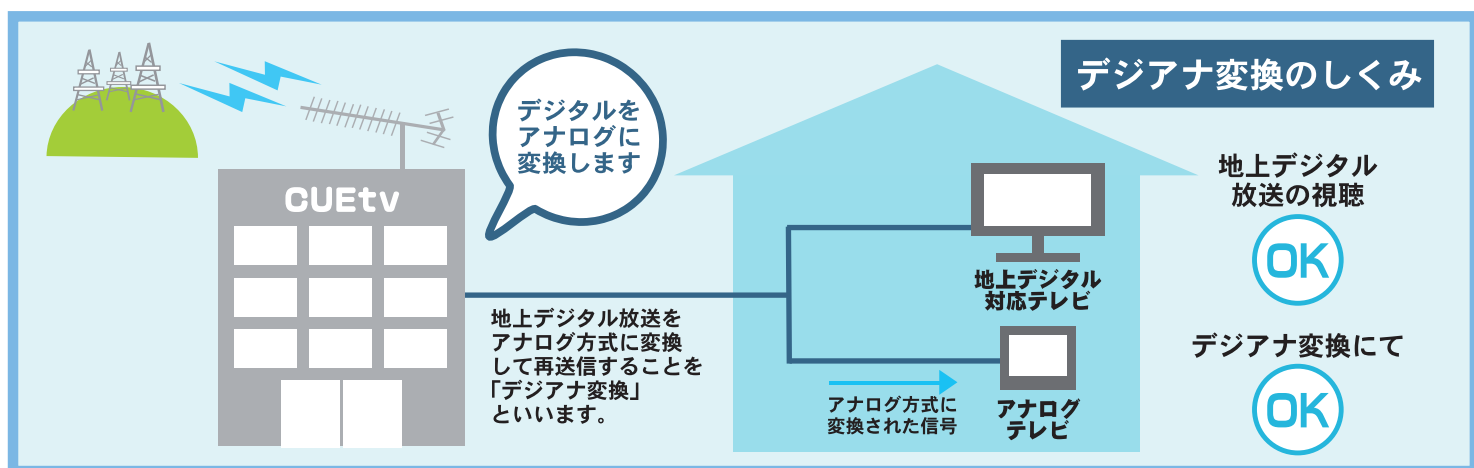 デジアナ変換のしくみ
デジタルを
アナログに
変換します
CUEtv
地上デジタル放送を
アナログ方式に変換
して再送信することを
「デジアナ変換」
といいます。
地上デジタル
対応テレビ
アナログ方式に
変換された信号
アナログ
テレビ
地上デジタル
放送の視聴
OK
デジアナ変換にて
OK